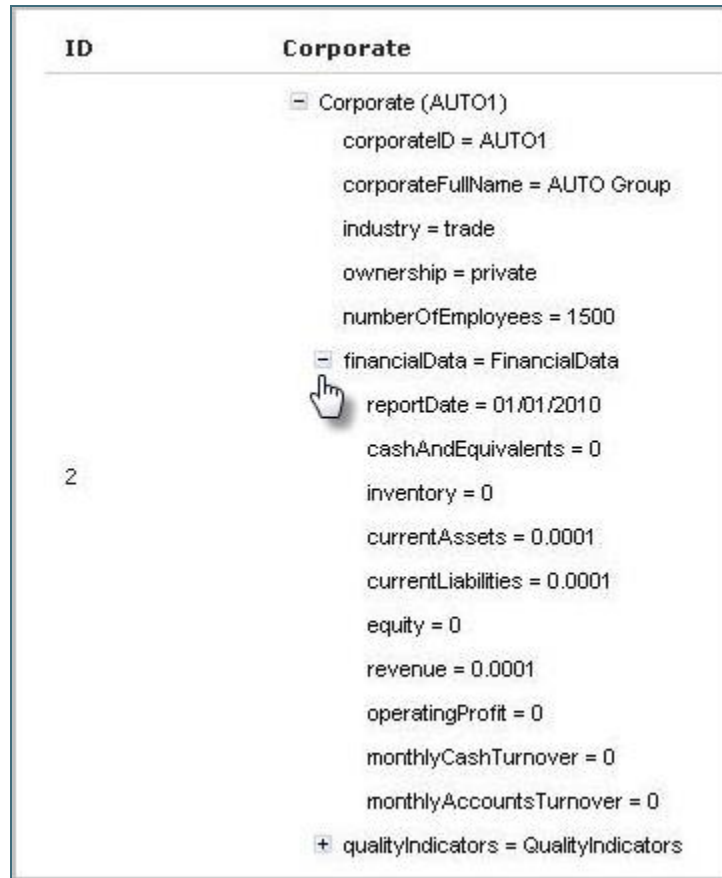 ID Corporate
Corporate (AUTO1)
corporateID = AUTO1
corporateFullName = AUTO Group
industry = trade
ownership = private
numberOfEmployees = 1500
financialData = FinancialData
reportDate = 01/01/2010
cashAndEquivalents = 0
2
inventory = 0
currentAssets = 0.0001
currentLiabilities = 0.0001
equity = 0
revenue = 0.0001
operatingProfit = 0
monthlyCashTurnover = 0
monthlyAccountsTurnover = 0
qualityIndicators = QualityIndicators